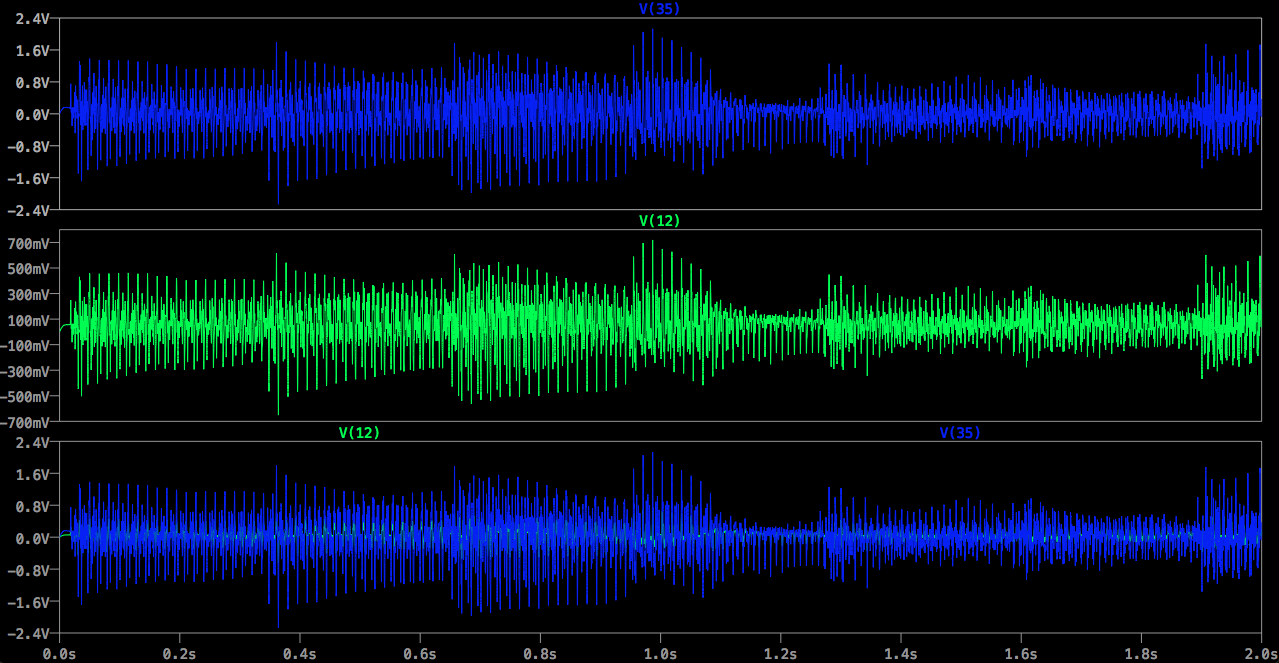 V(35)
2.4V
1.6V
0.8V
0.0V
-0.8V
-1.6V
-2.4V
V(12)
700mV
500mV
300mV
100mV
-100mV
-300mV
-500mV
-700mV
V(12) V(35)
2.4V
1.6V
0.8V
0.0V
-0.8V
-1.6V
-2.4V
0.0s 0.2s 0.4s 0.6s 0.8s 1.0s 1.2s 1.4s 1.6s 1.8s 2.0s